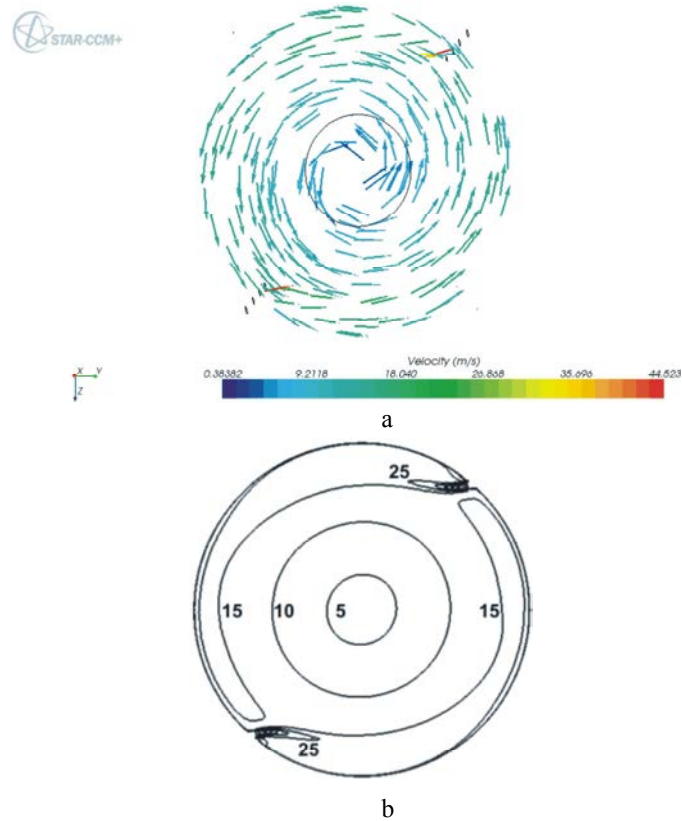 STAR-CCM+
X Y
Z
Velocity (m/s)
0.38382 9.2118 18.040 26.868 35.696 44.523
a
25
15 10 5 15
25
b